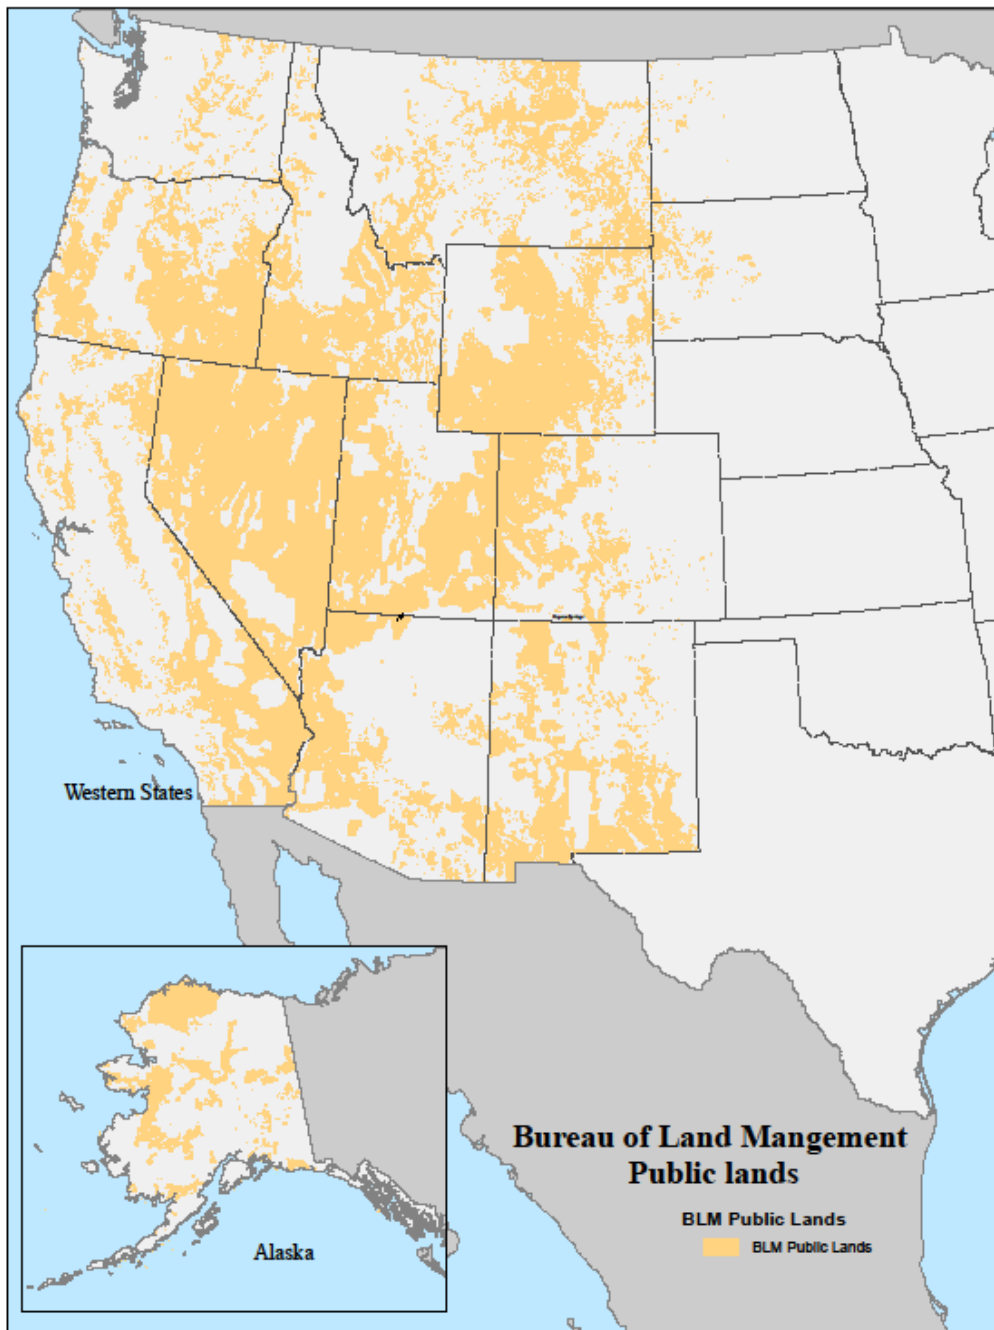 Western States
Bureau of Land Mangement
Public lands
BLM Public Lands
BLM Public Lands
Alaska